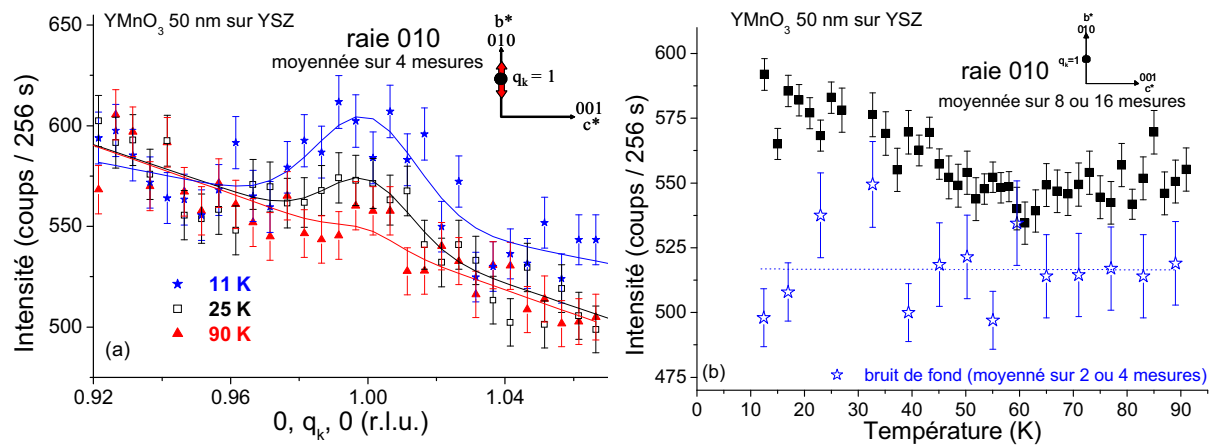 YMnO₃ 50 nm sur YSZ
raie 010
moyennée sur 4 mesures
b*
010
qₖ = 1
001
c*
Intensité (coups / 256 s)
650
600
550
500
11 K
25 K
90 K
(a)
0.92 0.96 1.00 1.04
0, qₖ, 0 (r.l.u.)
YMnO₃ 50 nm sur YSZ
b*
010
qₖ=1
001
c*
raie 010
moyennée sur 8 ou 16 mesures
Intensité (coups / 256 s)
600
575
550
525
500
475
(b)
bruit de fond (moyenné sur 2 ou 4 mesures)
0 10 20 30 40 50 60 70 80 90
Température (K)